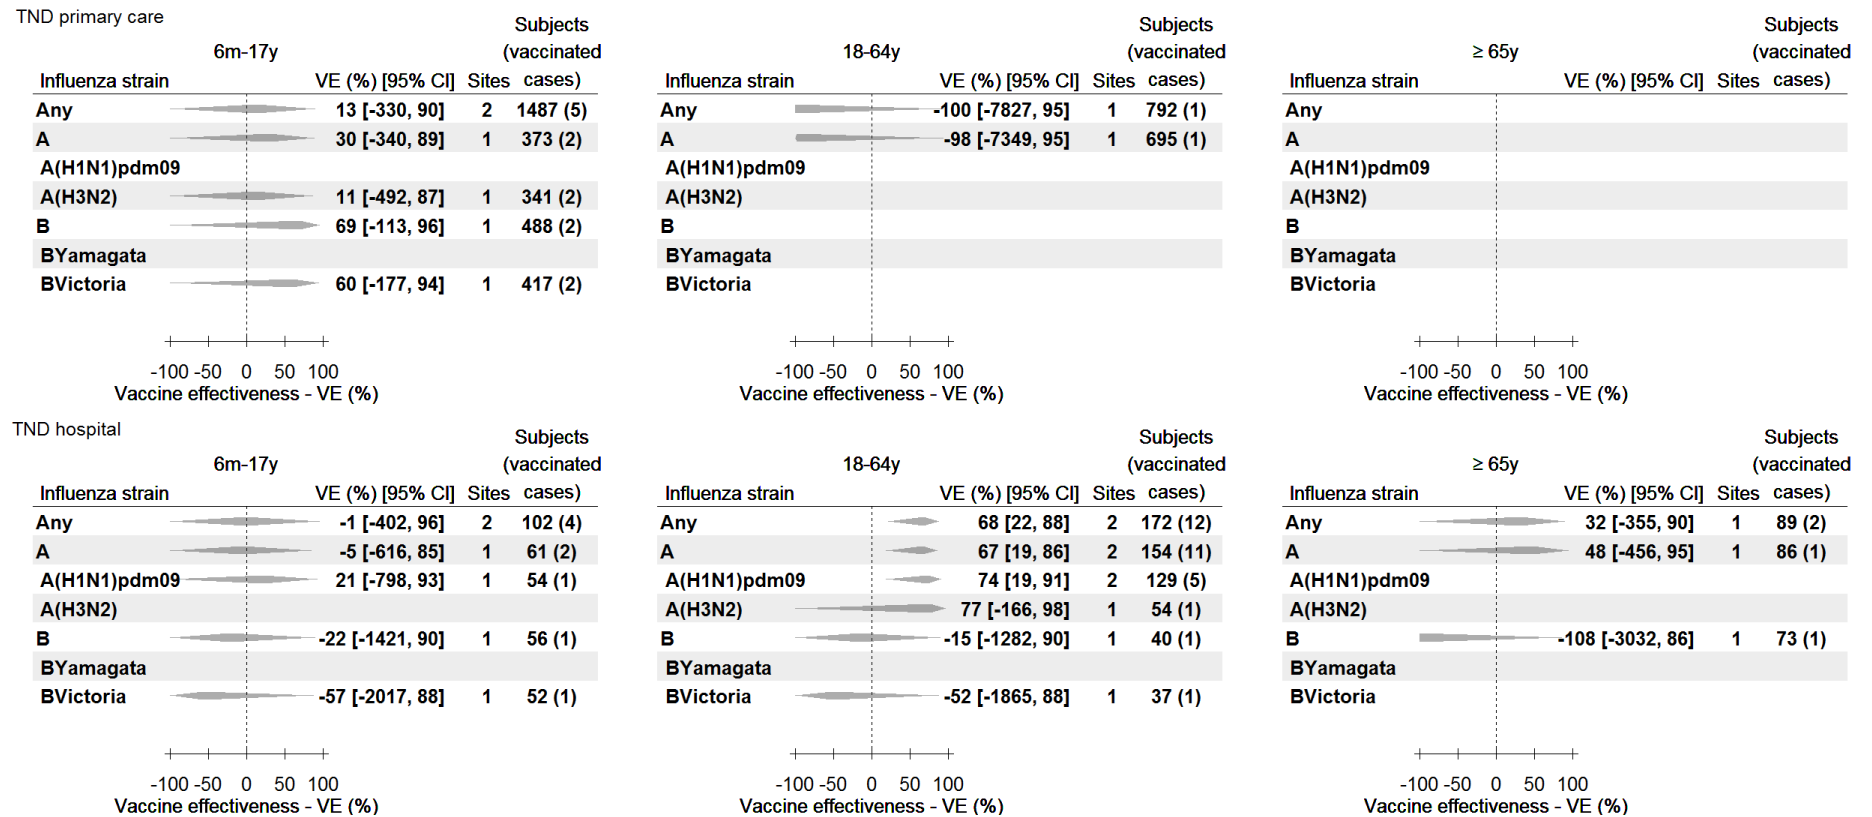 TND primary care
6m-17y
Subjects
(vaccinated
Influenza strain VE (%) [95% CI] Sites cases)
Any 13 [-330, 90] 2 1487 (5)
A 30 [-340, 89] 1 373 (2)
A(H1N1)pdm09
A(H3N2) 11 [-492, 87] 1 341 (2)
B 69 [-113, 96] 1 488 (2)
BYamagata
BVictoria 60 [-177, 94] 1 417 (2)
-100 -50 0 50 100
Vaccine effectiveness - VE (%)
18-64y
Subjects
(vaccinated
Influenza strain VE (%) [95% CI] Sites cases)
Any -100 [-7827, 95] 1 792 (1)
A -98 [-7349, 95] 1 695 (1)
A(H1N1)pdm09
A(H3N2)
B
BYamagata
BVictoria
-100 -50 0 50 100
Vaccine effectiveness - VE (%)
≥ 65y
Subjects
(vaccinated
Influenza strain VE (%) [95% CI] Sites cases)
Any
A
A(H1N1)pdm09
A(H3N2)
B
BYamagata
BVictoria
-100 -50 0 50 100
Vaccine effectiveness - VE (%)
TND hospital
6m-17y
Subjects
(vaccinated
Influenza strain VE (%) [95% CI] Sites cases)
Any -1 [-402, 96] 2 102 (4)
A -5 [-616, 85] 1 61 (2)
A(H1N1)pdm09 21 [-798, 93] 1 54 (1)
A(H3N2)
B -22 [-1421, 90] 1 56 (1)
BYamagata
BVictoria -57 [-2017, 88] 1 52 (1)
-100 -50 0 50 100
Vaccine effectiveness - VE (%)
18-64y
Subjects
(vaccinated
Influenza strain VE (%) [95% CI] Sites cases)
Any 68 [22, 88] 2 172 (12)
A 67 [19, 86] 2 154 (11)
A(H1N1)pdm09 74 [19, 91] 2 129 (5)
A(H3N2) 77 [-166, 98] 1 54 (1)
B -15 [-1282, 90] 1 40 (1)
BYamagata
BVictoria -52 [-1865, 88] 1 37 (1)
-100 -50 0 50 100
Vaccine effectiveness - VE (%)
≥ 65y
Subjects
(vaccinated
Influenza strain VE (%) [95% CI] Sites cases)
Any 32 [-355, 90] 1 89 (2)
A 48 [-456, 95] 1 86 (1)
A(H1N1)pdm09
A(H3N2)
B -108 [-3032, 86] 1 73 (1)
BYamagata
BVictoria
-100 -50 0 50 100
Vaccine effectiveness - VE (%)